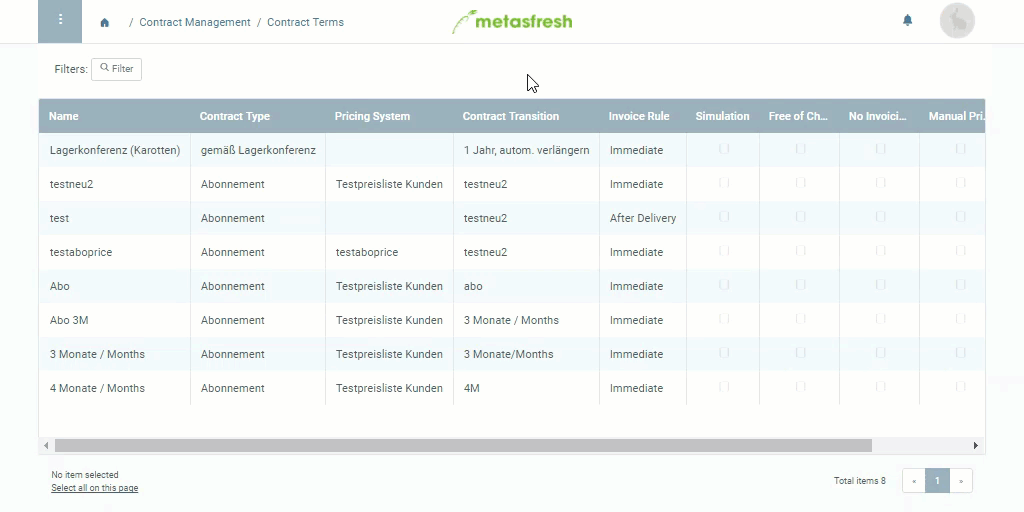 / Contract Management / Contract Terms
metasfresh
Filters: Filter
Name Contract Type Pricing System Contract Transition Invoice Rule Simulation Free of Ch... No Invoici... Manual Pri...
Lagerkonferenz (Karotten) gemäß Lagerkonferenz 1 Jahr, autom. verlängern Immediate
testneu2 Abonnement Testpreisliste Kunden testneu2 Immediate
test Abonnement testneu2 After Delivery
testaboprice Abonnement testaboprice testneu2 Immediate
Abo Abonnement Testpreisliste Kunden abo Immediate
Abo 3M Abonnement Testpreisliste Kunden 3 Monate / Months Immediate
3 Monate / Months Abonnement Testpreisliste Kunden 3 Monate/Months Immediate
4 Monate / Months Abonnement Testpreisliste Kunden 4M Immediate
No item selected
Select all on this page
Total items 8 « 1 »